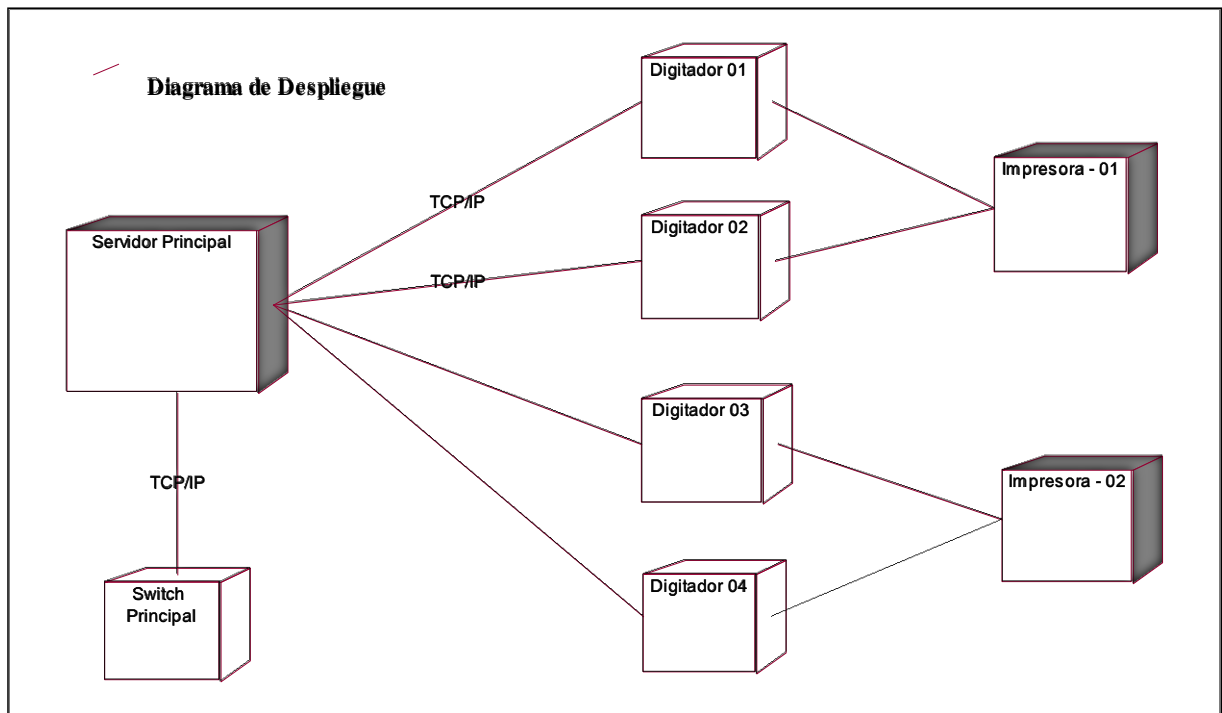 Diagrama de Despliegue
Digitador 01
Impresora - 01
TCP/IP
Digitador 02
Servidor Principal
TCP/IP
Digitador 03
TCP/IP
Impresora - 02
Switch
Principal
Digitador 04